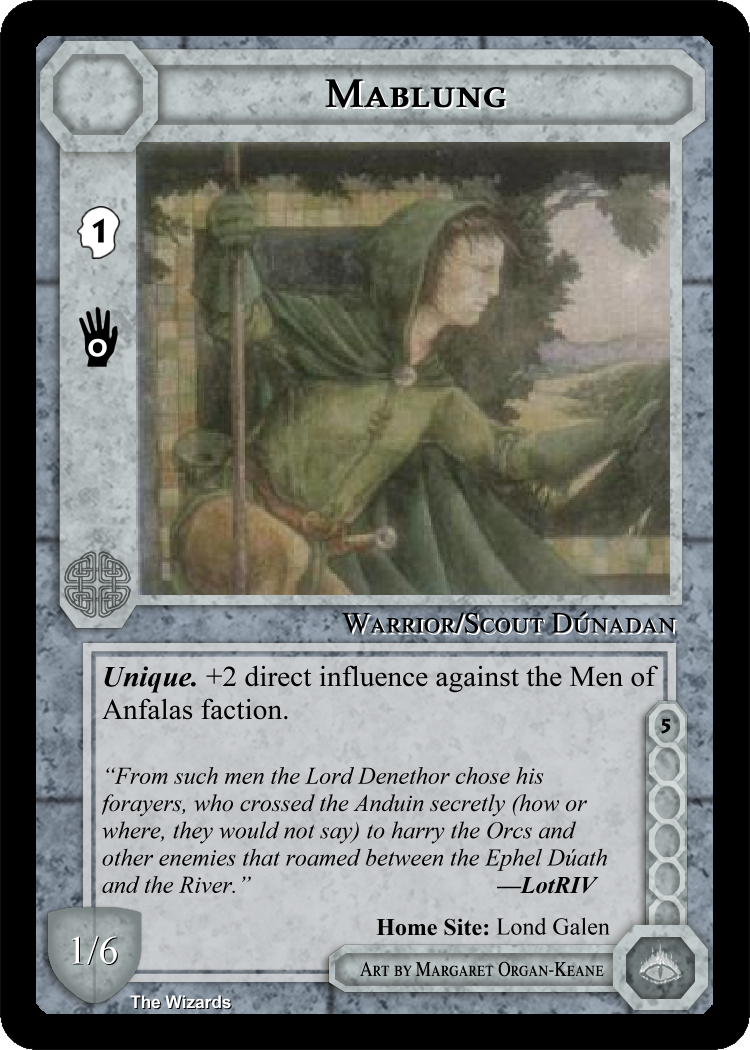 Mablung
1
0
Warrior/Scout Dúnadan
Unique. +2 direct influence against the Men of
Anfalas faction.
5
“From such men the Lord Denethor chose his
forayers, who crossed the Anduin secretly (how or
where, they would not say) to harry the Orcs and
other enemies that roamed between the Ephel Dúath
and the River.” —LotRIV
Home Site: Lond Galen
1/6
Art by Margaret Organ-Keane
The Wizards